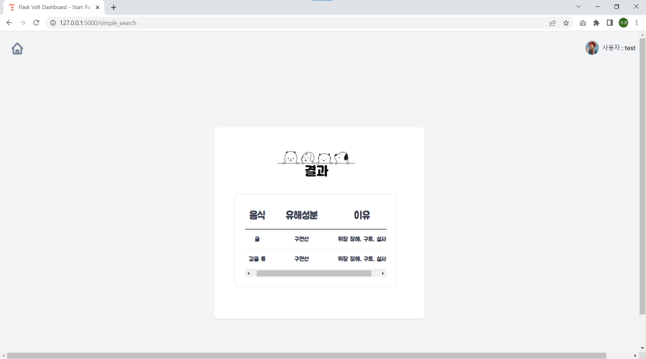 Flask Volt Dashboard - Start Pa
127.0.0.1:5000/simple_search
사용자 : test
결과
음식 유해성분 이유
귤 구연산 위장 장애, 구토, 설사
감귤 류 구연산 위장 장애, 구토, 설사